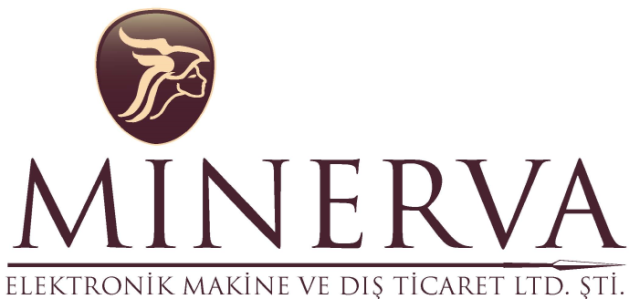 MINERVA
ELEKTRONİK MAKİNE VE DIŞ TİCARET LTD. ŞTİ.